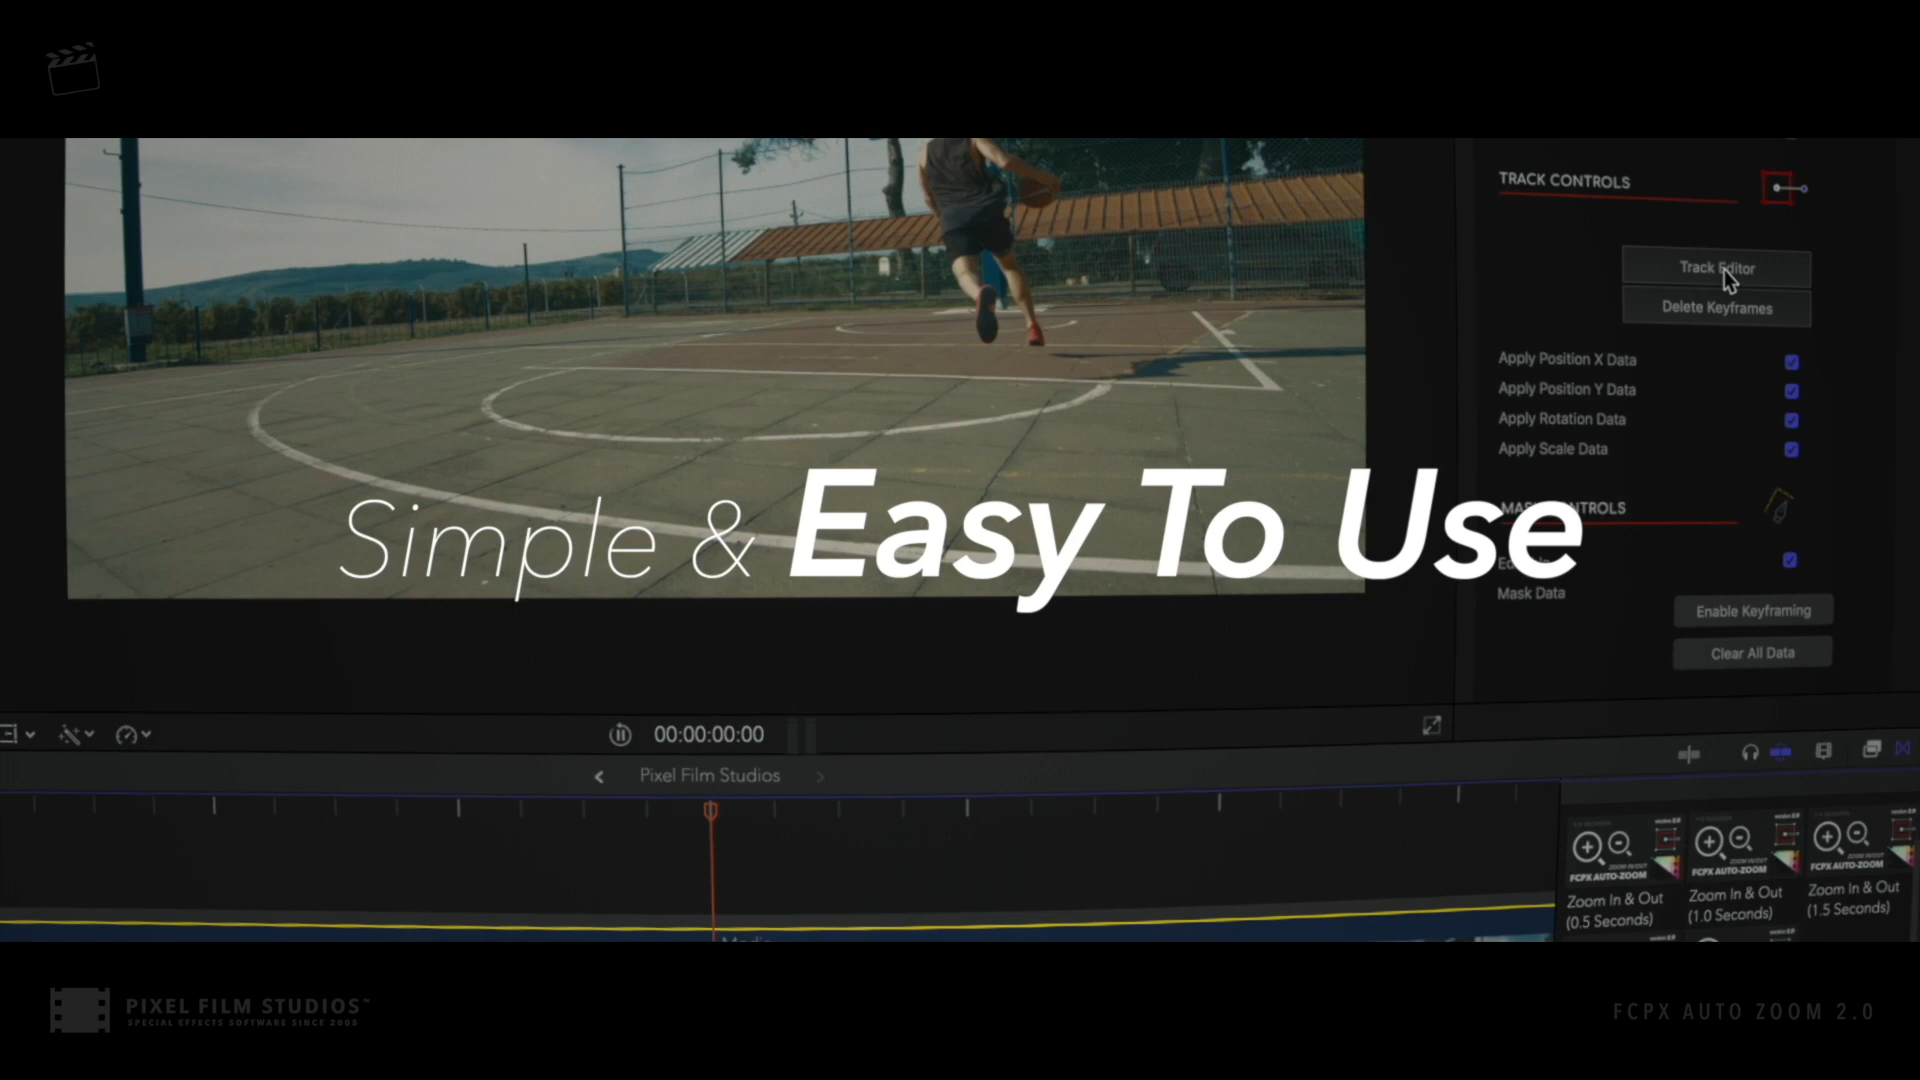 TRACK CONTROLS
Track Editor
Delete Keyframes
Apply Position X Data
Apply Position Y Data
Apply Rotation Data
Apply Scale Data
Simple & Easy To Use
Mask Data
Enable Keyframing
Clear All Data
00:00:00:00
Pixel Film Studios
FCPX AUTO-ZOOM
FCPX AUTO-ZOOM
FCPX AUTO-ZOOM
Zoom In & Out
(0.5 Seconds)
Zoom In & Out
(1.0 Seconds)
Zoom In & Out
(1.5 Seconds)
PIXEL FILM STUDIOS™
SPECIAL EFFECTS SOFTWARE SINCE 2005
FCPX AUTO ZOOM 2.0